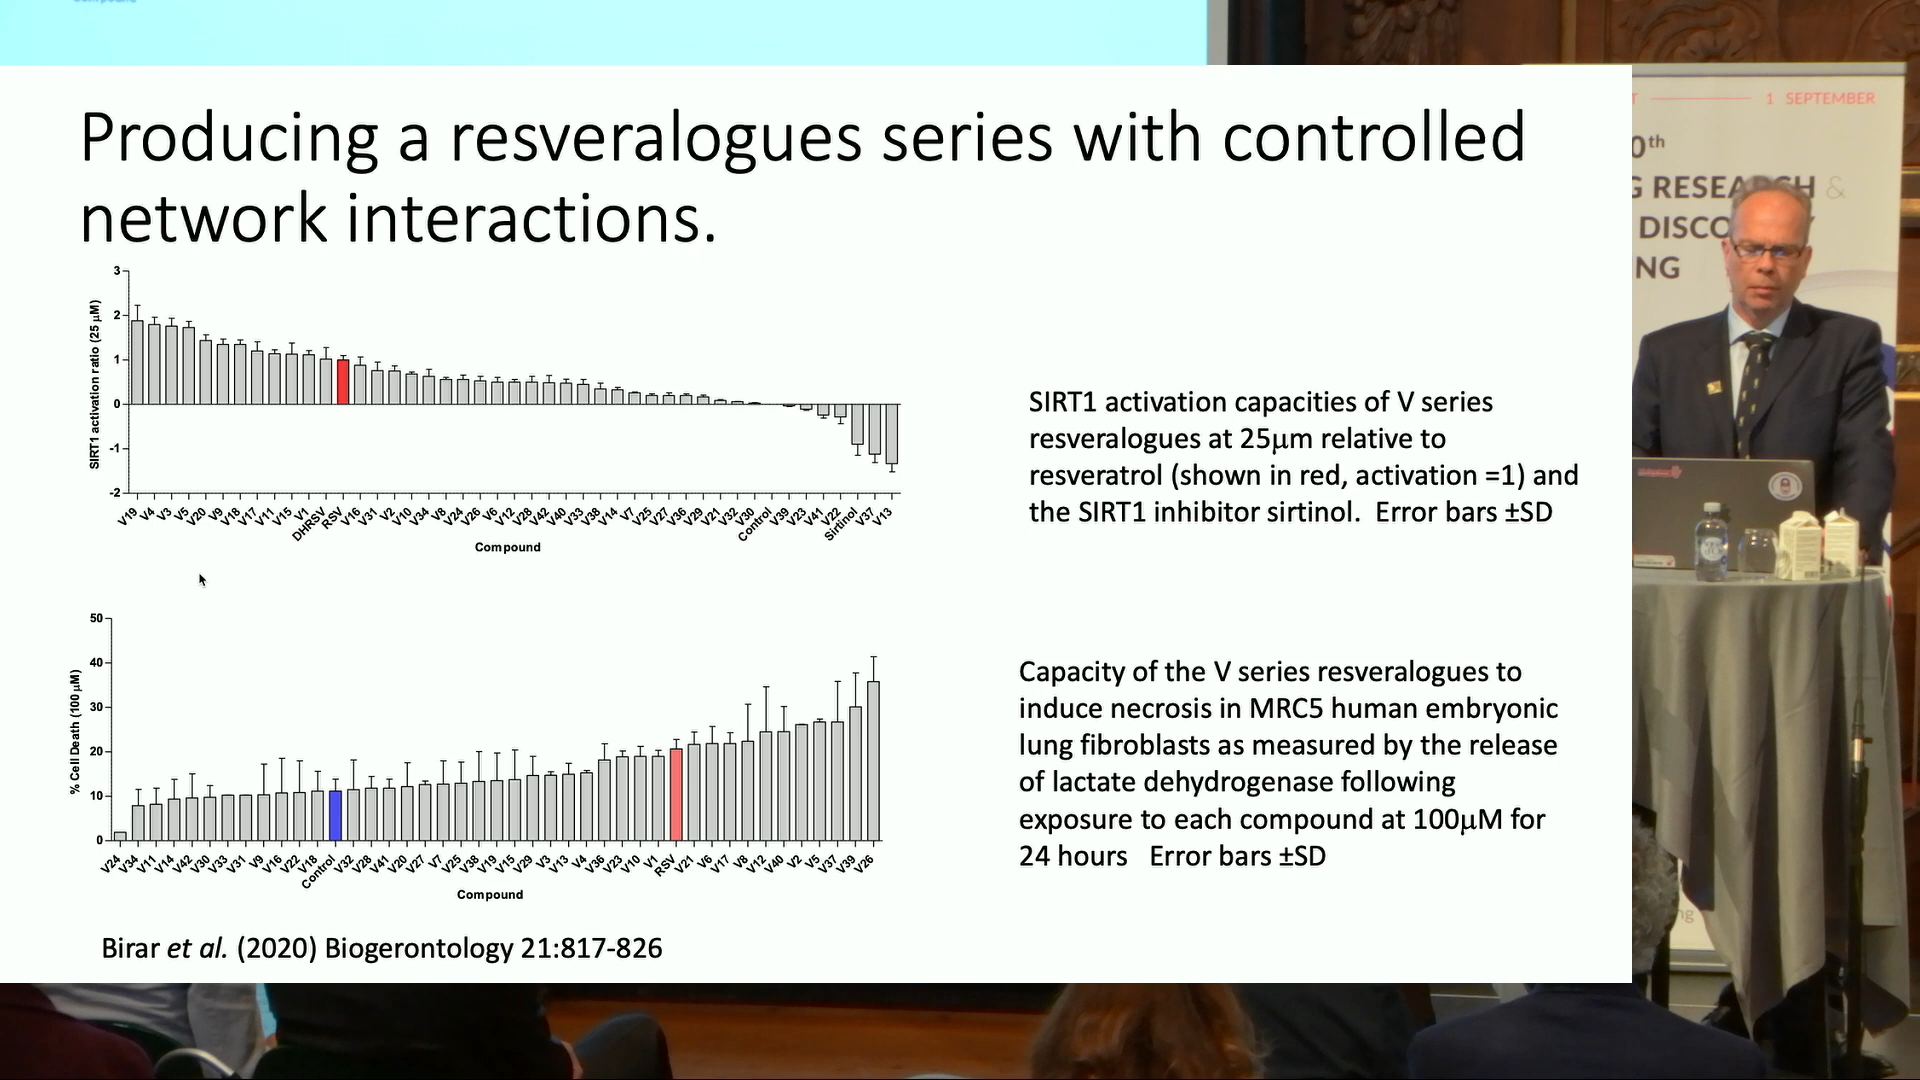 Producing a resveralogues series with controlled
network interactions.
3
2
1
0
-1
-2
SIRT1 activation ratio (25 µM)
V19 V4 V3 V5 V20 V9 V18 V17 V11 V15 V1 DHRSV RSV V16 V31 V2 V10 V34 V8 V24 V26 V6 V12 V28 V42 V40 V33 V38 V14 V7 V25 V27 V36 V29 V21 V32 V30 Control V39 V23 V41 V22 Sirtinol V37 V13
Compound
SIRT1 activation capacities of V series
resveralogues at 25µm relative to
resveratrol (shown in red, activation =1) and
the SIRT1 inhibitor sirtinol. Error bars ±SD
50
40
30
20
10
0
% Cell Death (100 µM)
V24 V34 V11 V14 V42 V30 V33 V31 V9 V16 V22 V18 Control V32 V28 V41 V20 V27 V7 V25 V38 V19 V15 V29 V3 V13 V4 V36 V23 V10 V1 RSV V21 V6 V17 V8 V12 V40 V2 V5 V37 V39 V26
Compound
Capacity of the V series resveralogues to
induce necrosis in MRC5 human embryonic
lung fibroblasts as measured by the release
of lactate dehydrogenase following
exposure to each compound at 100µM for
24 hours Error bars ±SD
Birar et al. (2020) Biogerontology 21:817-826
T 1 SEPTEMBER
0th
G RESEARCH &
DISCO
NG